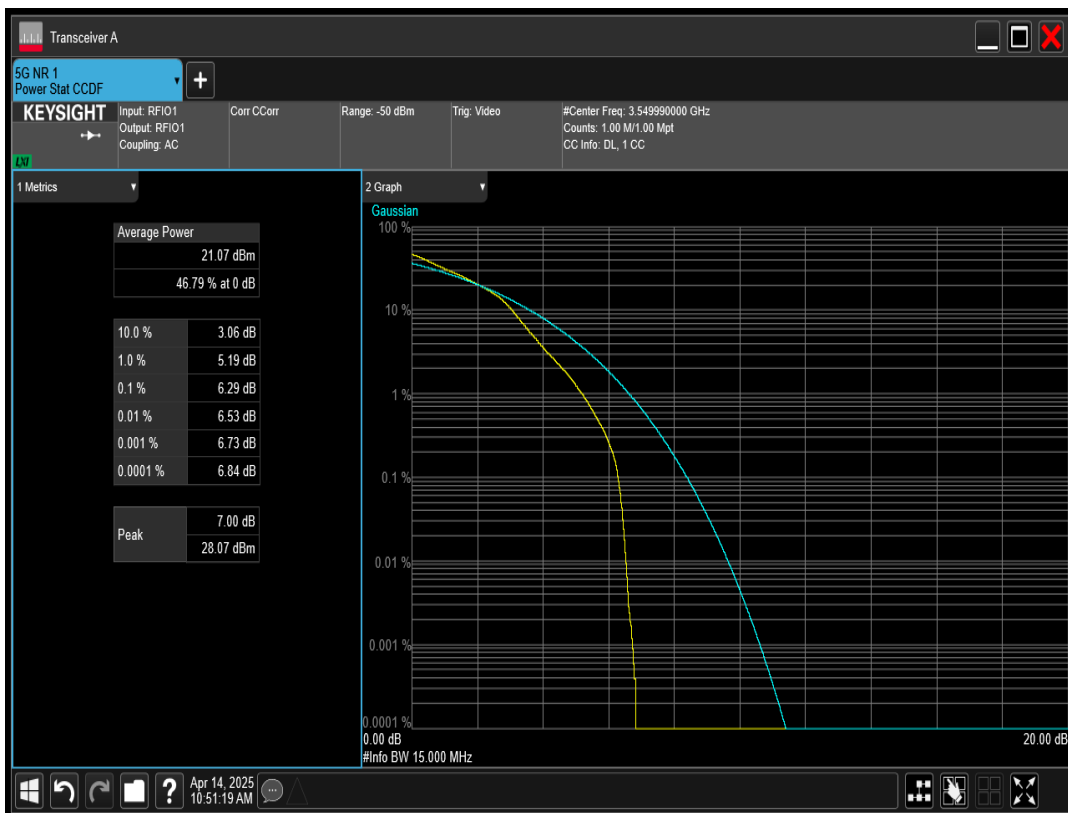 Transceiver A
5G NR 1
Power Stat CCDF
+
KEYSIGHT
LXI
Input: RFIO1
Output: RFIO1
Coupling: AC
Corr CCorr
Range: -50 dBm
Trig: Video
#Center Freq: 3.549990000 GHz
Counts: 1.00 M/1.00 Mpt
CC Info: DL, 1 CC
1 Metrics
Average Power
21.07 dBm
46.79 % at 0 dB
10.0 % 3.06 dB
1.0 % 5.19 dB
0.1 % 6.29 dB
0.01 % 6.53 dB
0.001 % 6.73 dB
0.0001 % 6.84 dB
Peak
7.00 dB
28.07 dBm
2 Graph
Gaussian
100 %
10 %
1 %
0.1 %
0.01 %
0.001 %
0.0001 %
0.00 dB 20.00 dB
#Info BW 15.000 MHz
?
Apr 14, 2025
10:51:19 AM